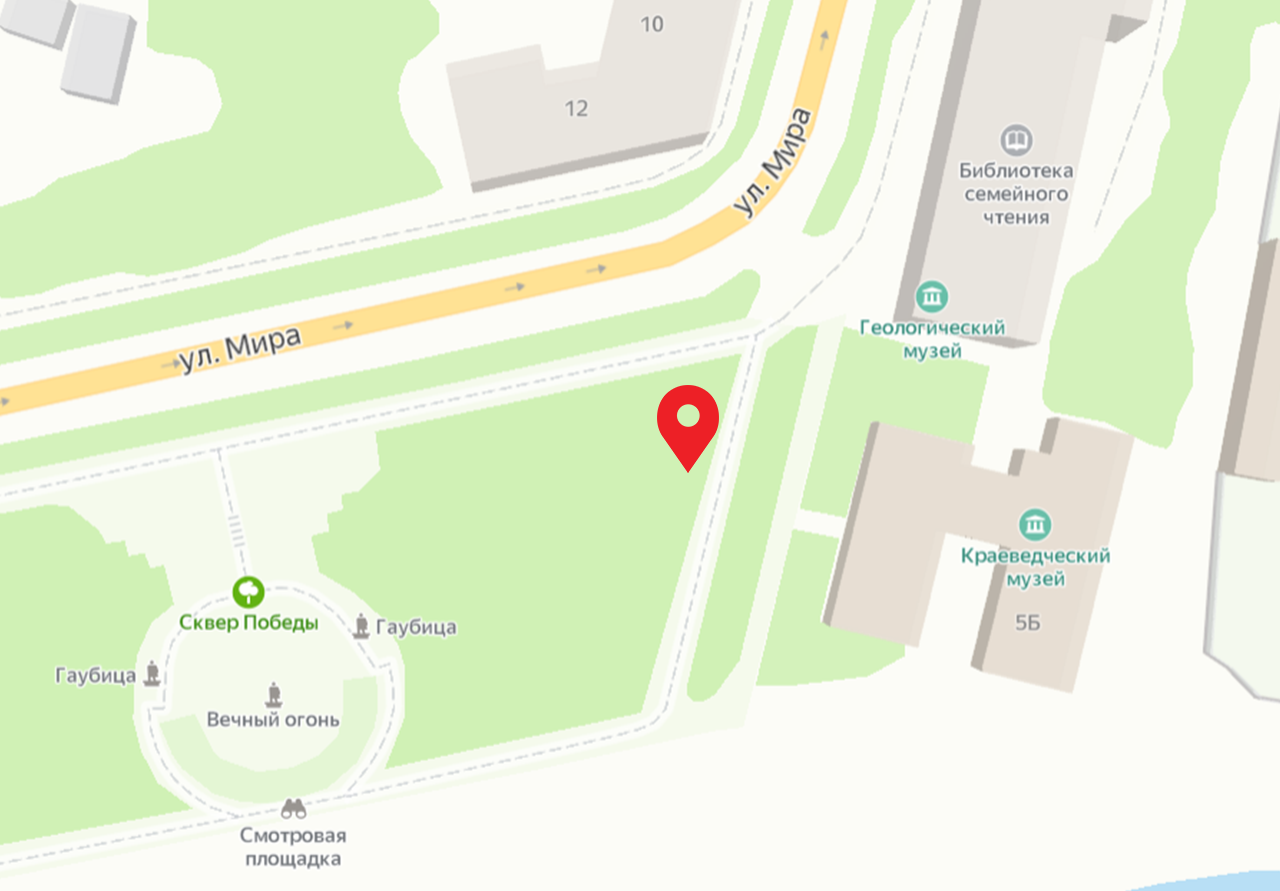 10
12
ул. Мира
Библиотека
семейного
чтения
Геологический
музей
ул. Мира
Краеведческий
музей
5Б
Сквер Победы
Гаубица
Гаубица
Вечный огонь
Смотровая
площадка